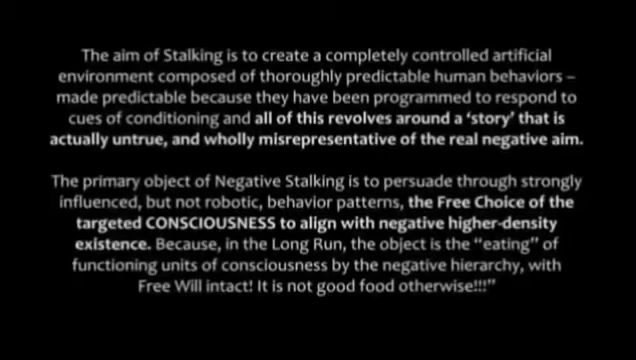 The aim of Stalking is to create a completely controlled artificial
environment composed of thoroughly predictable human behaviors –
made predictable because they have been programmed to respond to
cues of conditioning and all of this revolves around a ‘story’ that is
actually untrue, and wholly misrepresentative of the real negative aim.
The primary object of Negative Stalking is to persuade through strongly
influenced, but not robotic, behavior patterns, the Free Choice of the
targeted CONSCIOUSNESS to align with negative higher-density
existence. Because, in the Long Run, the object is the “eating” of
functioning units of consciousness by the negative hierarchy, with
Free Will intact! It is not good food otherwise!!!”